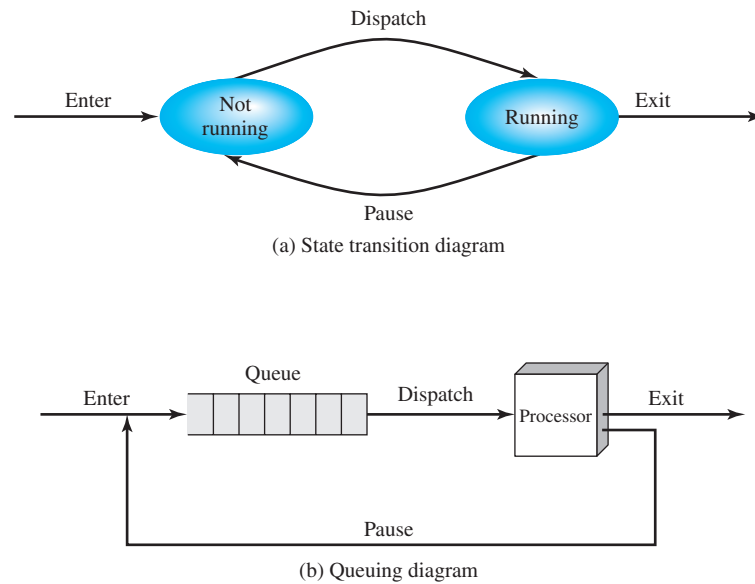 Dispatch
Enter
Not
running
Running
Exit
Pause
(a) State transition diagram
Queue
Enter
Dispatch
Processor
Exit
Pause
(b) Queuing diagram